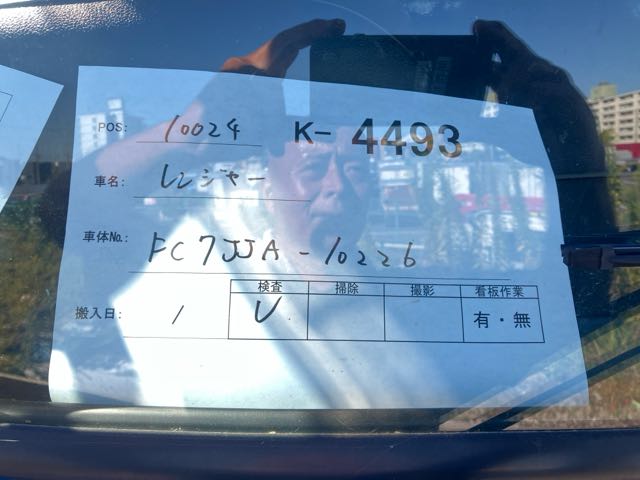 POS: 10024 K-4493
車名: レンジャー
車体No.: FC7JJA-10226
検査 掃除 撮影 看板作業
搬入日: / レ 有・無